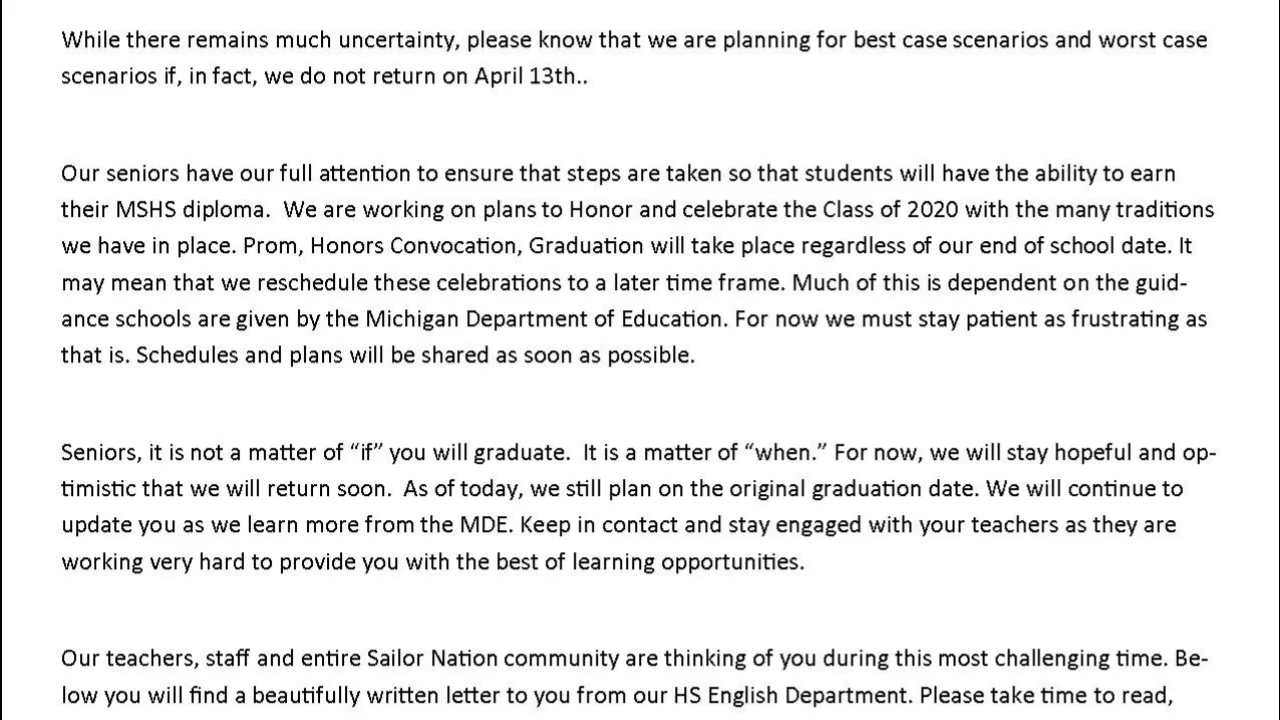 While there remains much uncertainty, please know that we are planning for best case scenarios and worst case
scenarios if, in fact, we do not return on April 13th..
Our seniors have our full attention to ensure that steps are taken so that students will have the ability to earn
their MSHS diploma.  We are working on plans to Honor and celebrate the Class of 2020 with the many traditions
we have in place. Prom, Honors Convocation, Graduation will take place regardless of our end of school date. It
may mean that we reschedule these celebrations to a later time frame. Much of this is dependent on the guid-
ance schools are given by the Michigan Department of Education. For now we must stay patient as frustrating as
that is. Schedules and plans will be shared as soon as possible.
Seniors, it is not a matter of “if” you will graduate.  It is a matter of “when.” For now, we will stay hopeful and op-
timistic that we will return soon.  As of today, we still plan on the original graduation date. We will continue to
update you as we learn more from the MDE. Keep in contact and stay engaged with your teachers as they are
working very hard to provide you with the best of learning opportunities.
Our teachers, staff and entire Sailor Nation community are thinking of you during this most challenging time. Be-
low you will find a beautifully written letter to you from our HS English Department. Please take time to read,